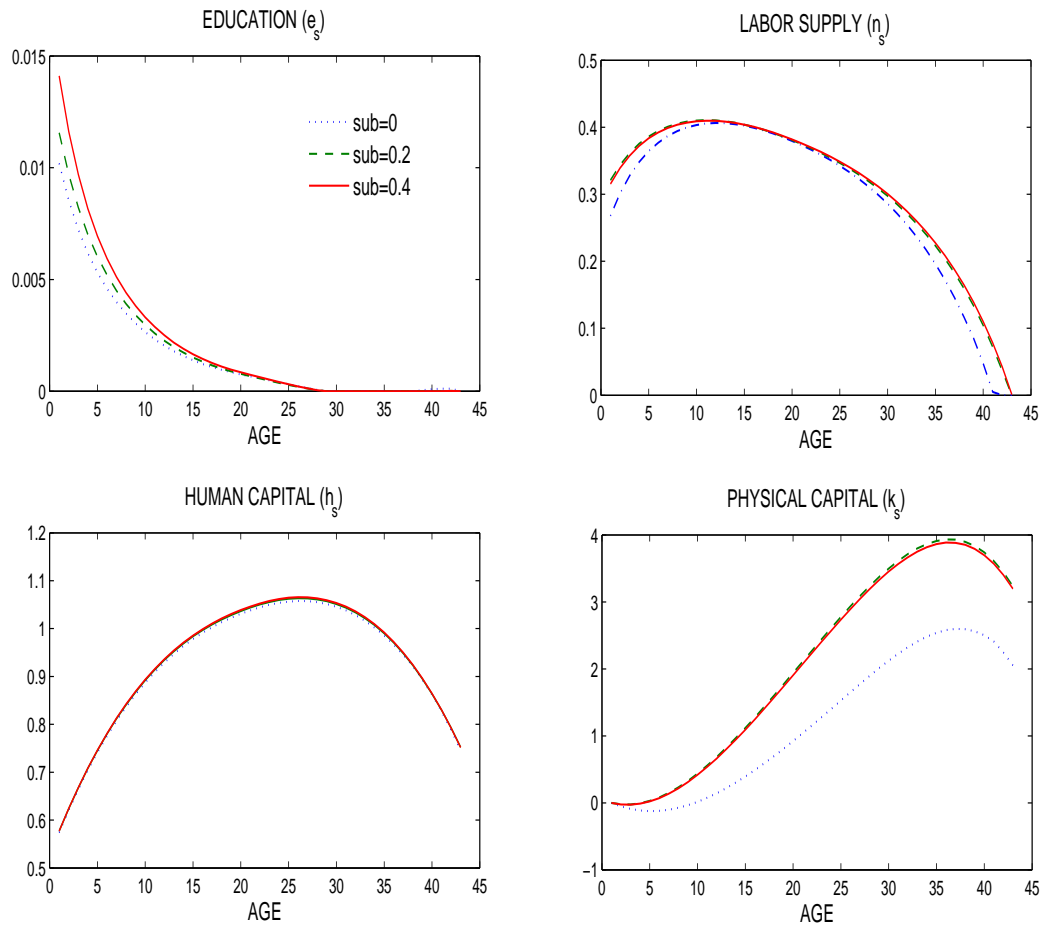 EDUCATION (e_s)
0.015
0.01
0.005
0
0 5 10 15 20 25 30 35 40 45
AGE
sub=0
sub=0.2
sub=0.4
LABOR SUPPLY (n_s)
0.5
0.4
0.3
0.2
0.1
0
0 5 10 15 20 25 30 35 40 45
AGE
HUMAN CAPITAL (h_s)
1.2
1.1
1
0.9
0.8
0.7
0.6
0.5
0 5 10 15 20 25 30 35 40 45
AGE
PHYSICAL CAPITAL (k_s)
4
3
2
1
0
−1
0 5 10 15 20 25 30 35 40 45
AGE